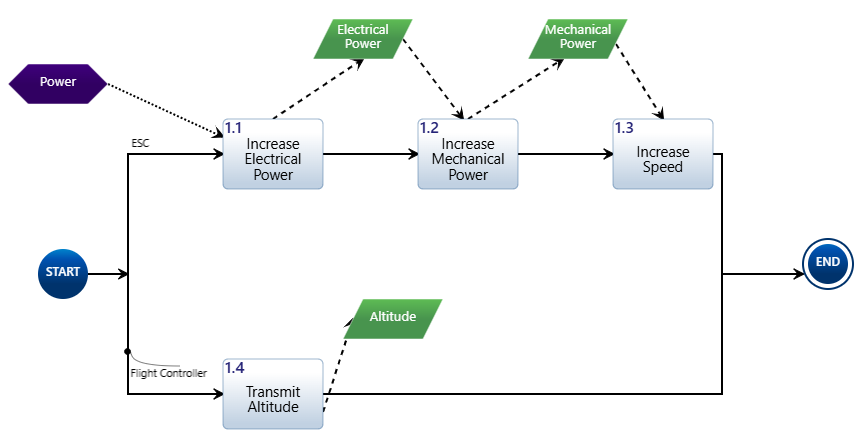 Electrical
Power
Mechanical
Power
Power
ESC
1.1
Increase
Electrical
Power
1.2
Increase
Mechanical
Power
1.3
Increase
Speed
START
END
Altitude
Flight Controller
1.4
Transmit
Altitude